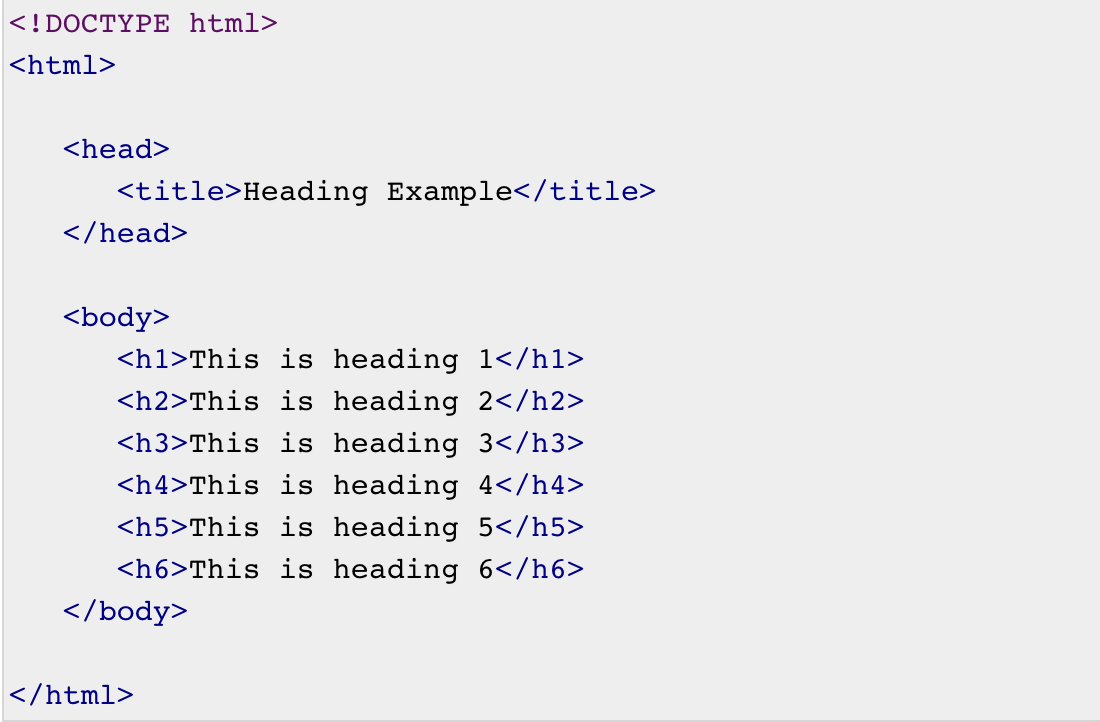 <!DOCTYPE html>
<html>
<head>
<title>Heading Example</title>
</head>
<body>
<h1>This is heading 1</h1>
<h2>This is heading 2</h2>
<h3>This is heading 3</h3>
<h4>This is heading 4</h4>
<h5>This is heading 5</h5>
<h6>This is heading 6</h6>
</body>
</html>